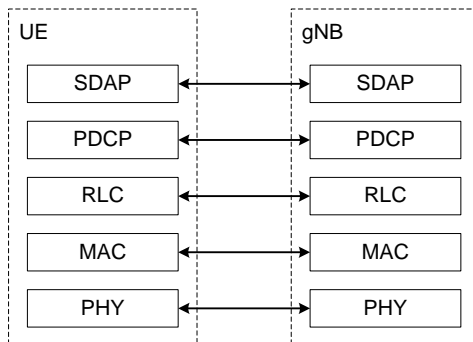 UE gNB
SDAP SDAP
PDCP PDCP
RLC RLC
MAC MAC
PHY PHY